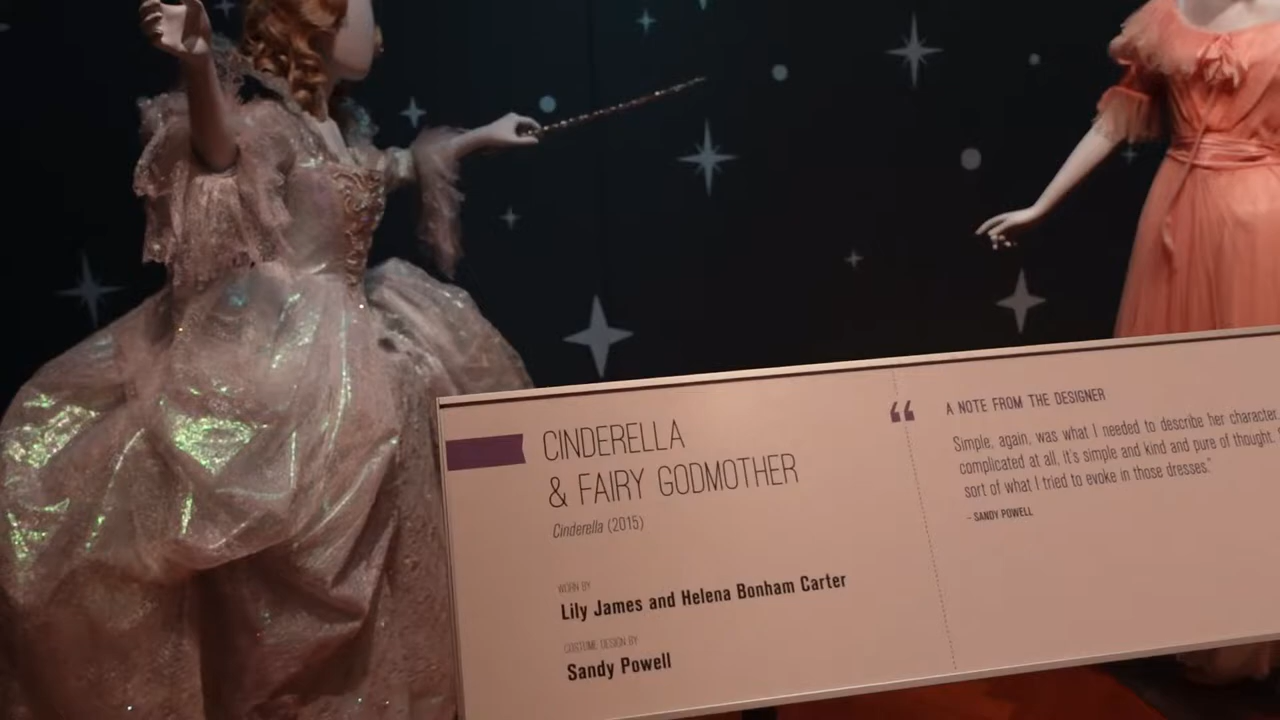 CINDERELLA
& FAIRY GODMOTHER
Cinderella (2015)
WORN BY
Lily James and Helena Bonham Carter
COSTUME DESIGN BY
Sandy Powell
“
A NOTE FROM THE DESIGNER
Simple, again, was what I needed to describe her character.
complicated at all, it's simple and kind and pure of thought.
sort of what I tried to evoke in those dresses."
– SANDY POWELL